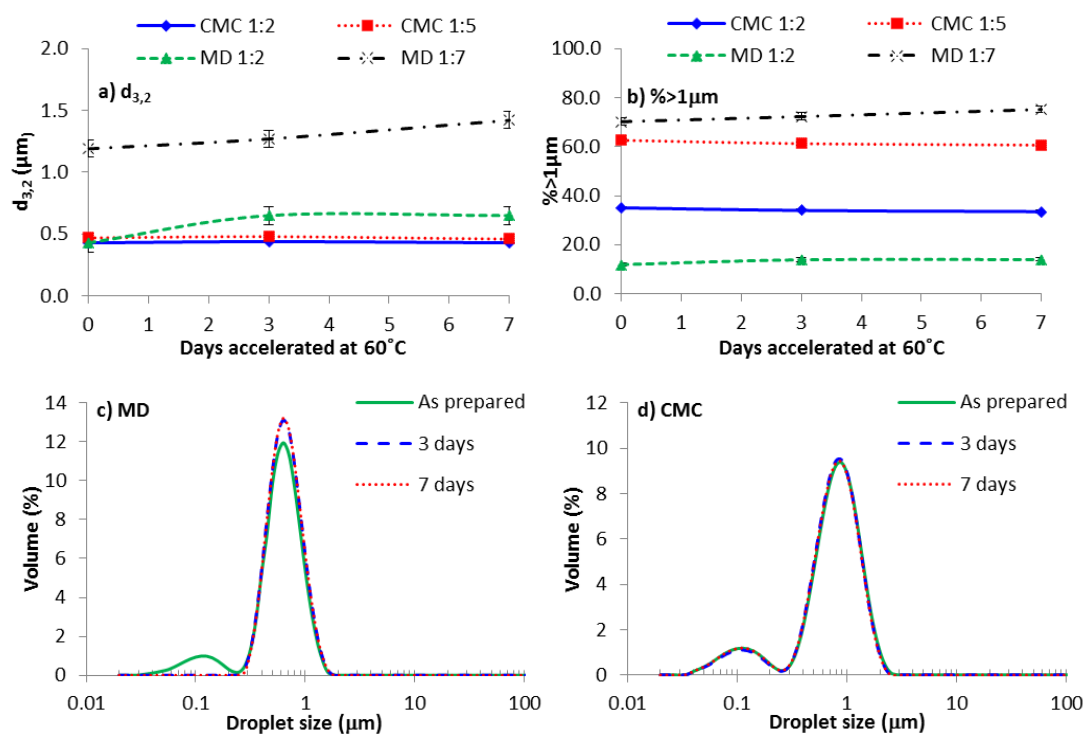 CMC 1:2 CMC 1:5
MD 1:2 MD 1:7
a) d3,2
2.0
1.5
1.0
0.5
0.0
d3,2 (μm)
0 1 2 3 4 5 6 7
Days accelerated at 60˚C
CMC 1:2 CMC 1:5
MD 1:2 MD 1:7
b) %>1μm
100.0
80.0
60.0
40.0
20.0
0.0
%>1μm
0 1 2 3 4 5 6 7
Days accelerated at 60˚C
c) MD
As prepared
3 days
7 days
14
12
10
8
6
4
2
0
Volume (%)
0.01 0.1 1 10 100
Droplet size (μm)
d) CMC
As prepared
3 days
7 days
12
10
8
6
4
2
0
Volume (%)
0.01 0.1 1 10 100
Droplet size (μm)